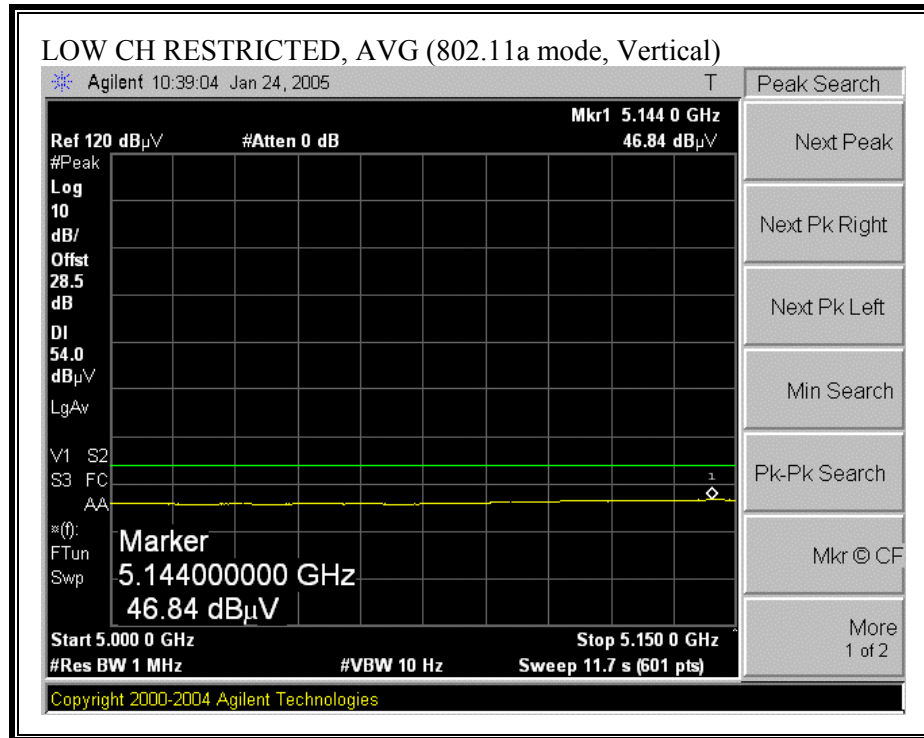 LOW CH RESTRICTED, AVG (802.11a mode, Vertical)
Agilent 10:39:04 Jan 24, 2005 T
Peak Search
Mkr1 5.144 0 GHz
Ref 120 dBµV #Atten 0 dB 46.84 dBµV
#Peak
Log
10
dB/
Offst
28.5
dB
DI
54.0
dBµV
LgAv
V1 S2
S3 FC
AA
¤(f):
FTun
Swp
1
Marker
5.144000000 GHz
46.84 dBµV
Start 5.000 0 GHz Stop 5.150 0 GHz
#Res BW 1 MHz #VBW 10 Hz Sweep 11.7 s (601 pts)
Copyright 2000-2004 Agilent Technologies
Next Peak
Next Pk Right
Next Pk Left
Min Search
Pk-Pk Search
Mkr © CF
More
1 of 2